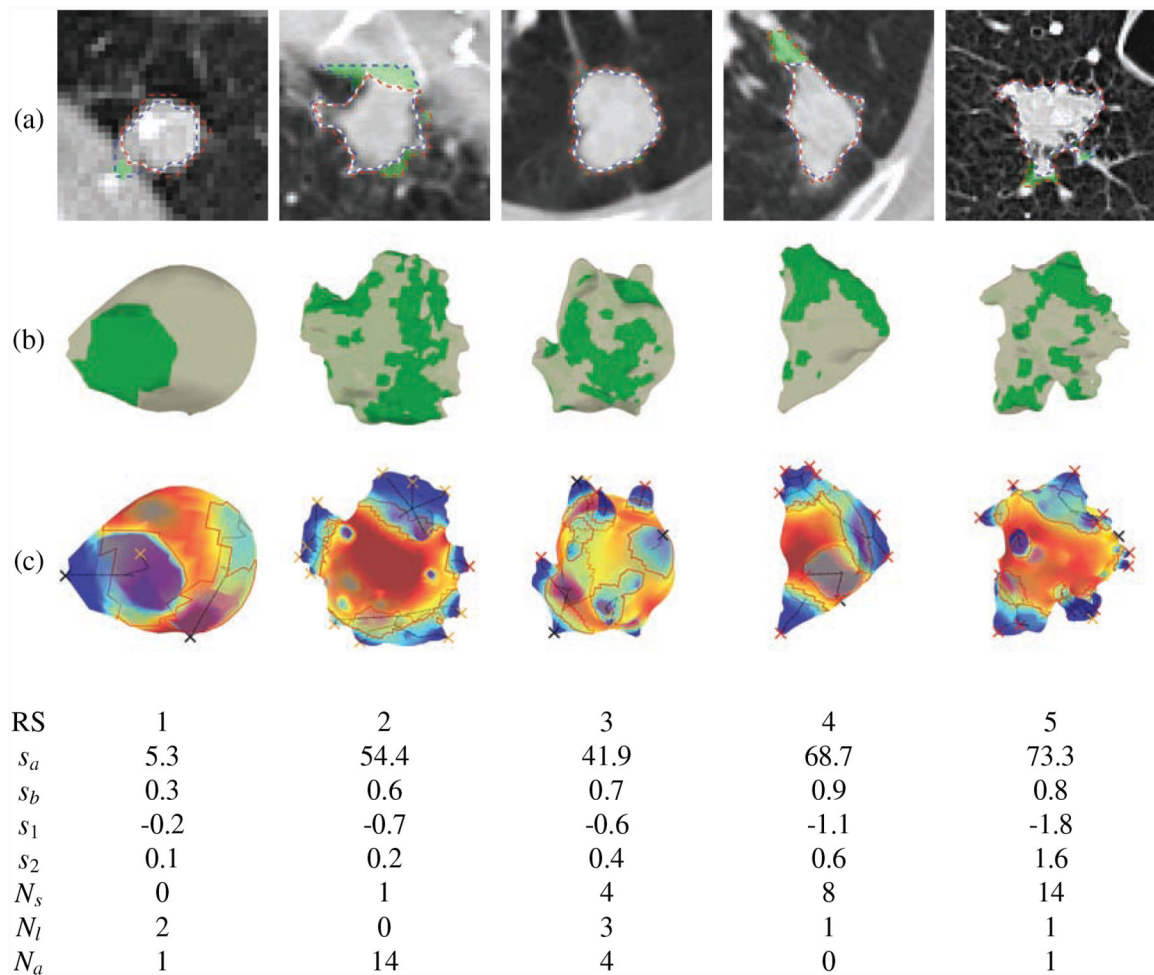 (a)
(b)
(c)
RS 1 2 3 4 5
s_a 5.3 54.4 41.9 68.7 73.3
s_b 0.3 0.6 0.7 0.9 0.8
s_1 -0.2 -0.7 -0.6 -1.1 -1.8
s_2 0.1 0.2 0.4 0.6 1.6
N_s 0 1 4 8 14
N_l 2 0 3 1 1
N_a 1 14 4 0 1